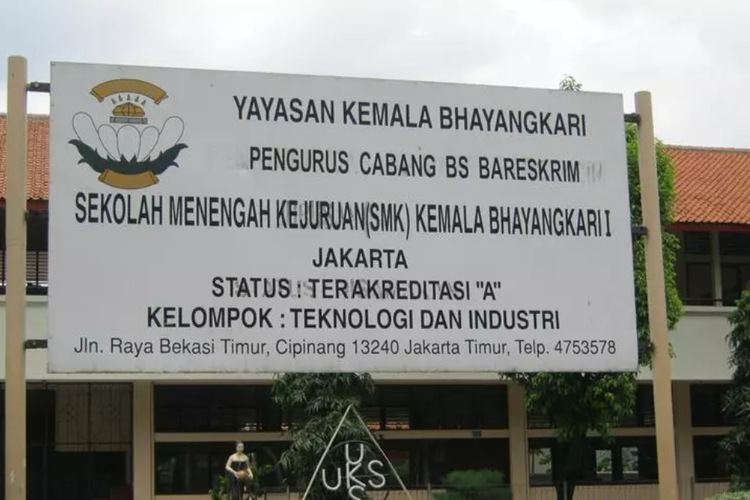 YAYASAN KEMALA BHAYANGKARI
PENGURUS CABANG BS BARESKRIM
SEKOLAH MENENGAH KEJURUAN(SMK) KEMALA BHAYANGKARI I
JAKARTA
STATUS : TERAKREDITASI "A"
KELOMPOK : TEKNOLOGI DAN INDUSTRI
Jln. Raya Bekasi Timur, Cipinang 13240 Jakarta Timur, Telp. 4753578
UKS